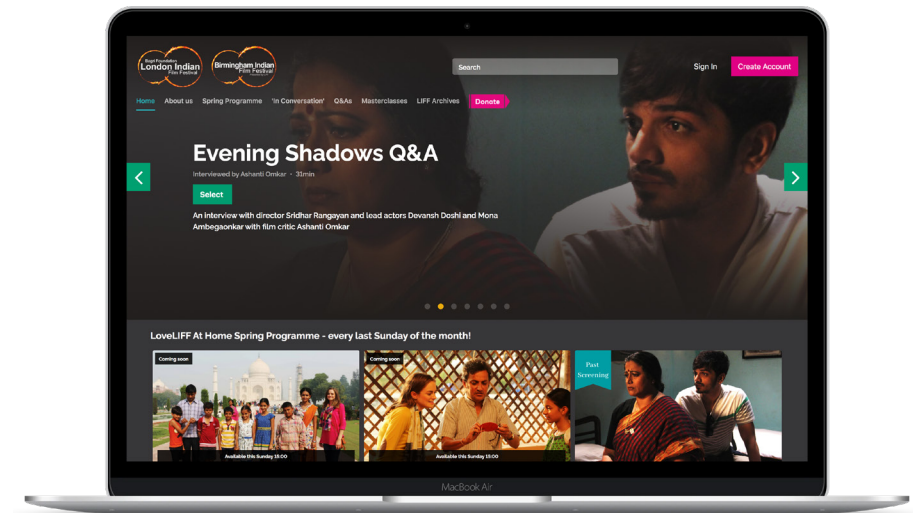 Bagri Foundation
London Indian
Film Festival
Birmingham Indian
Film Festival
Search
Sign In
Create Account
Home
About us
Spring Programme
'In Conversation'
Q&As
Masterclasses
LIFF Archives
Donate
Evening Shadows Q&A
Interviewed by Ashanti Omkar • 31min
Select
An interview with director Sridhar Rangayan and lead actors Devansh Doshi and Mona
Ambegaonkar with film critic Ashanti Omkar
LoveLIFF At Home Spring Programme - every last Sunday of the month!
Coming soon
Available this Sunday 15:00
Coming soon
Available this Sunday 15:00
Past
Screening
MacBook Air